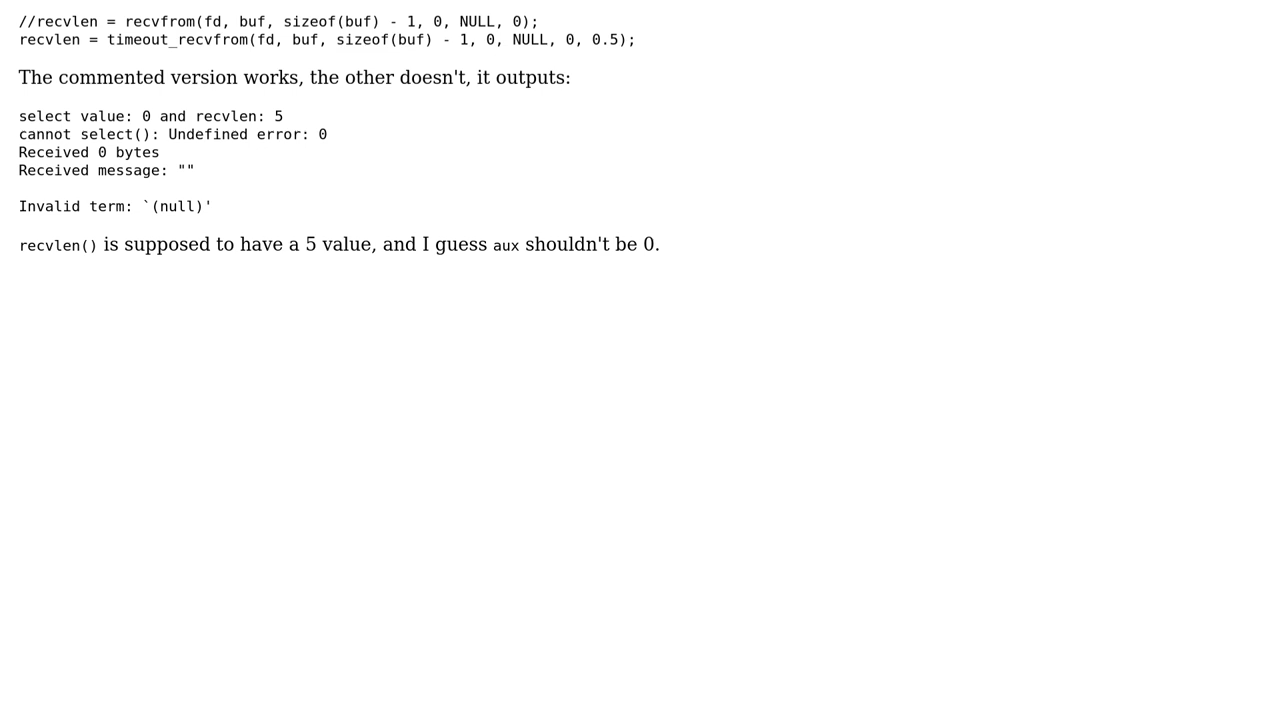 //recvlen = recvfrom(fd, buf, sizeof(buf) - 1, 0, NULL, 0);
recvlen = timeout_recvfrom(fd, buf, sizeof(buf) - 1, 0, NULL, 0, 0.5);
The commented version works, the other doesn't, it outputs:
select value: 0 and recvlen: 5
cannot select(): Undefined error: 0
Received 0 bytes
Received message: ""
Invalid term: `(null)'
recvlen() is supposed to have a 5 value, and I guess aux shouldn't be 0.